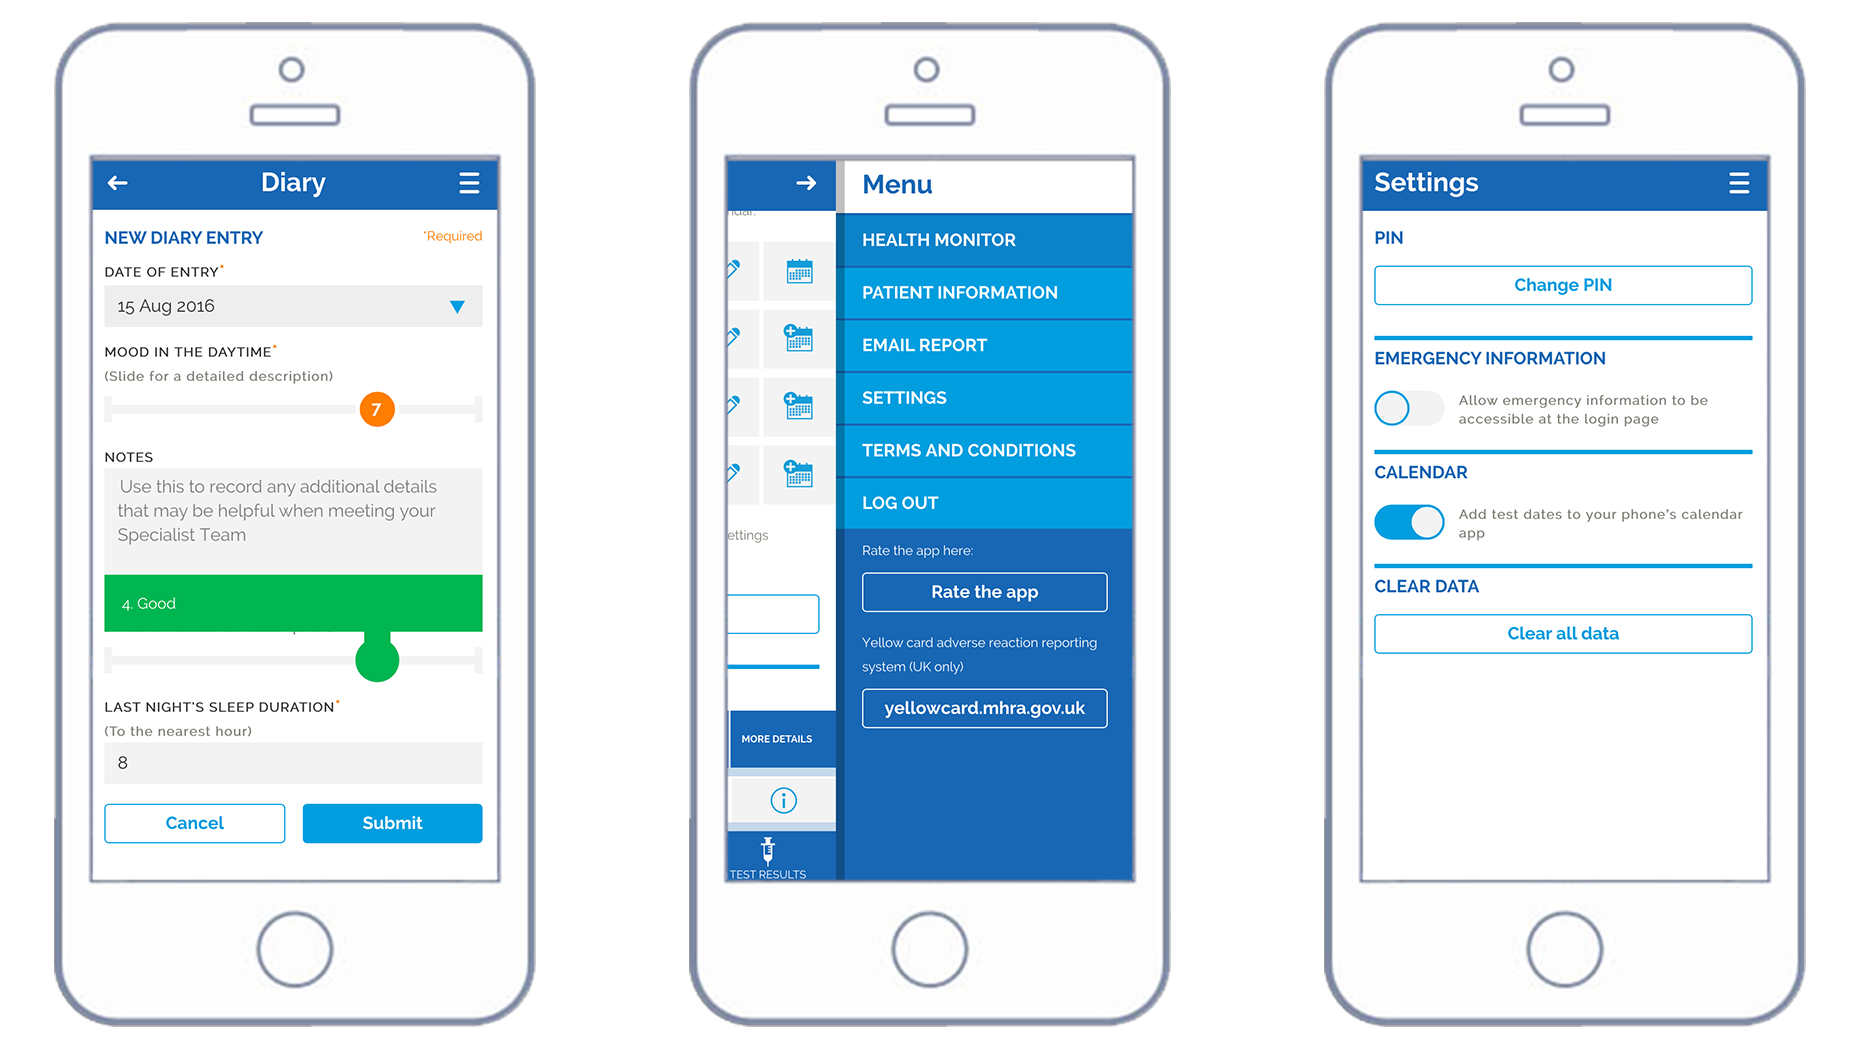 Diary
NEW DIARY ENTRY
*Required
DATE OF ENTRY*
15 Aug 2016
MOOD IN THE DAYTIME*
(Slide for a detailed description)
7
NOTES
Use this to record any additional details
that may be helpful when meeting your
Specialist Team
4. Good
LAST NIGHT'S SLEEP DURATION*
(To the nearest hour)
8
Cancel
Submit
ndar.
ettings
MORE DETAILS
TEST RESULTS
Menu
HEALTH MONITOR
PATIENT INFORMATION
EMAIL REPORT
SETTINGS
TERMS AND CONDITIONS
LOG OUT
Rate the app here:
Rate the app
Yellow card adverse reaction reporting
system (UK only)
yellowcard.mhra.gov.uk
Settings
PIN
Change PIN
EMERGENCY INFORMATION
Allow emergency information to be
accessible at the login page
CALENDAR
Add test dates to your phone's calendar
app
CLEAR DATA
Clear all data